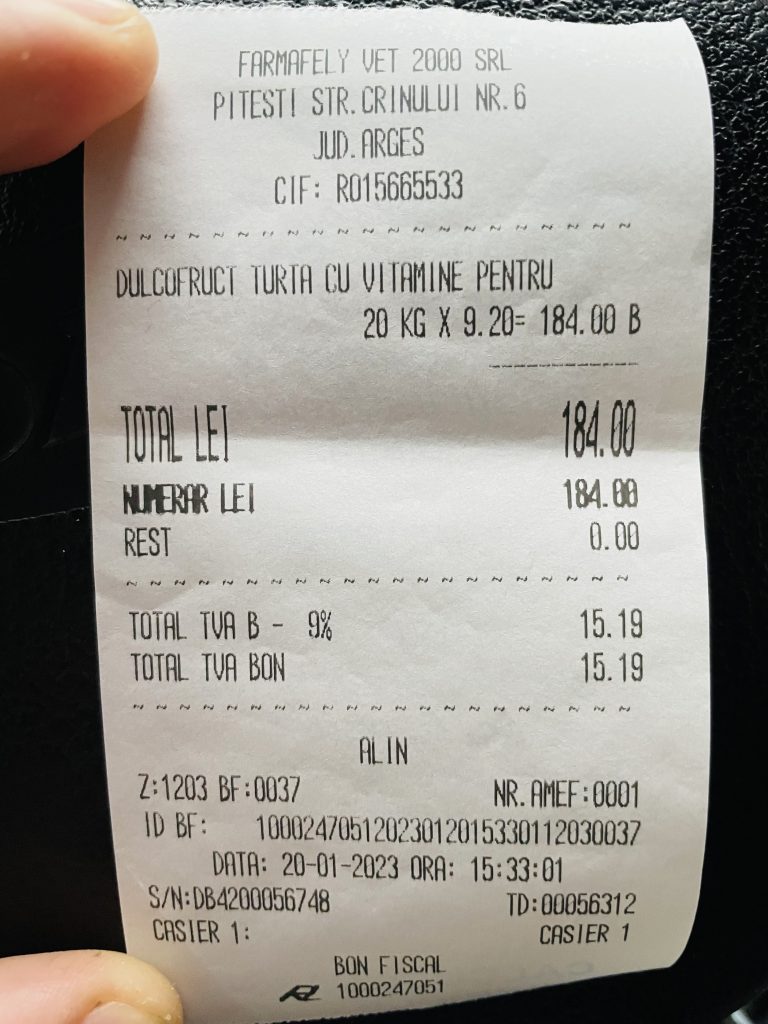 FARMAFELY VET 2000 SRL
PITESTI STR.CRINULUI NR.6
JUD.ARGES
CIF: RO15665533
DULCOFRUCT TURTA CU VITAMINE PENTRU
20 KG X 9.20= 184.00 B
TOTAL LEI 184.00
NUMERAR LEI 184.00
REST 0.00
TOTAL TVA B - 9% 15.19
TOTAL TVA BON 15.19
ALIN
Z:1203 BF:0037 NR.AMEF:0001
ID BF: 10002470512023012015330112030037
DATA: 20-01-2023 ORA: 15:33:01
S/N:DB4200056748 TD:00056312
CASIER 1: CASIER 1
BON FISCAL
1000247051